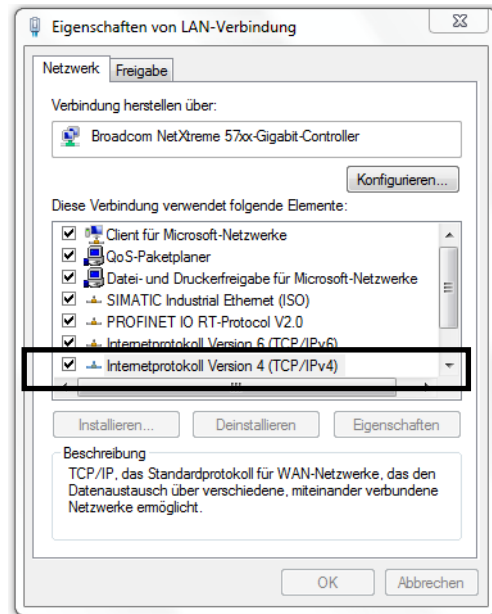 Eigenschaften von LAN-Verbindung
Netzwerk Freigabe
Verbindung herstellen über:
Broadcom NetXtreme 57xx-Gigabit-Controller
Konfigurieren...
Diese Verbindung verwendet folgende Elemente:
Client für Microsoft-Netzwerke
QoS-Paketplaner
Datei- und Druckerfreigabe für Microsoft-Netzwerke
SIMATIC Industrial Ethernet (ISO)
PROFINET IO RT-Protocol V2.0
Internetprotokoll Version 6 (TCP/IPv6)
Internetprotokoll Version 4 (TCP/IPv4)
Installieren... Deinstallieren Eigenschaften
Beschreibung
TCP/IP, das Standardprotokoll für WAN-Netzwerke, das den
Datenaustausch über verschiedene, miteinander verbundene
Netzwerke ermöglicht.
OK Abbrechen